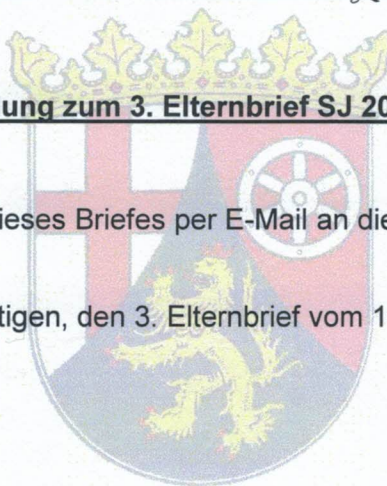 ung zum 3. Elternbrief SJ 20
ieses Briefes per E-Mail an die
tigen, den 3. Elternbrief vom 1